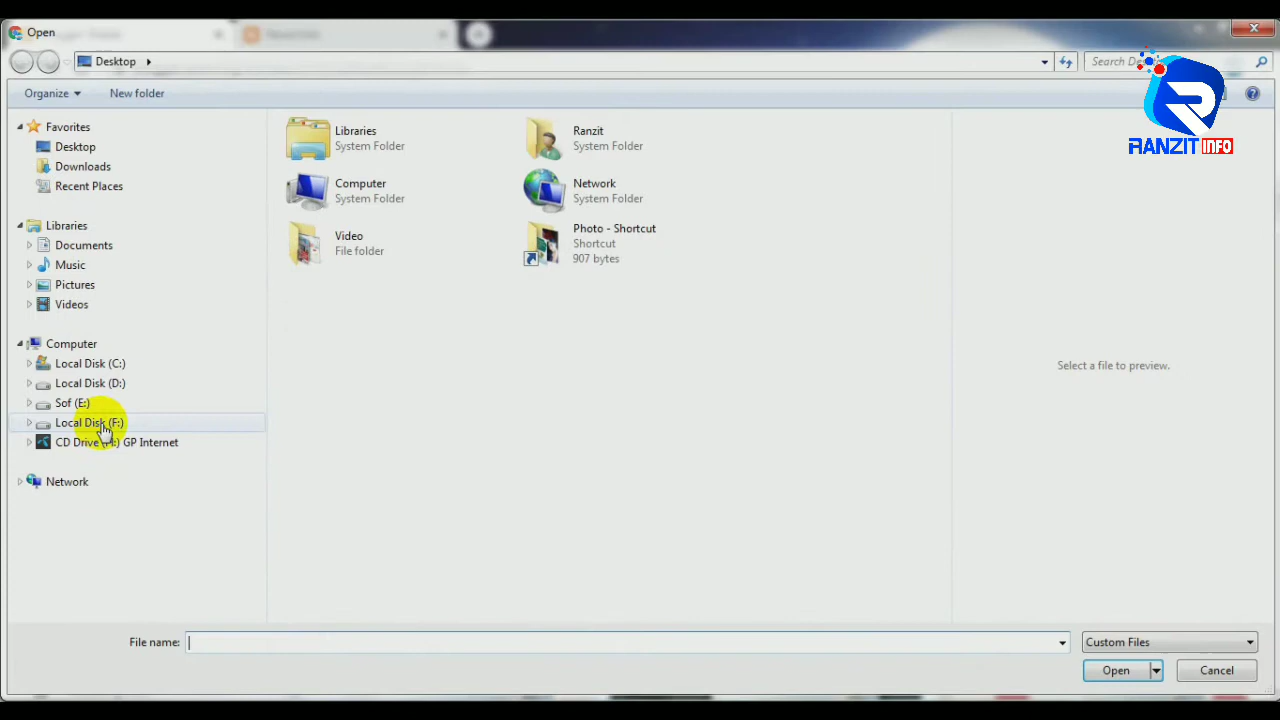 Open
Desktop
Organize
New folder
RANZIT INFO
Favorites
Desktop
Downloads
Recent Places
Libraries
Documents
Music
Pictures
Videos
Computer
Local Disk (C:)
Local Disk (D:)
Sof (E:)
Local Disk (F:)
CD Drive GP Internet
Network
Libraries
System Folder
Ranzit
System Folder
Computer
System Folder
Network
System Folder
Video
File folder
Photo - Shortcut
Shortcut
907 bytes
Select a file to preview.
File name:
Custom Files
Open
Cancel